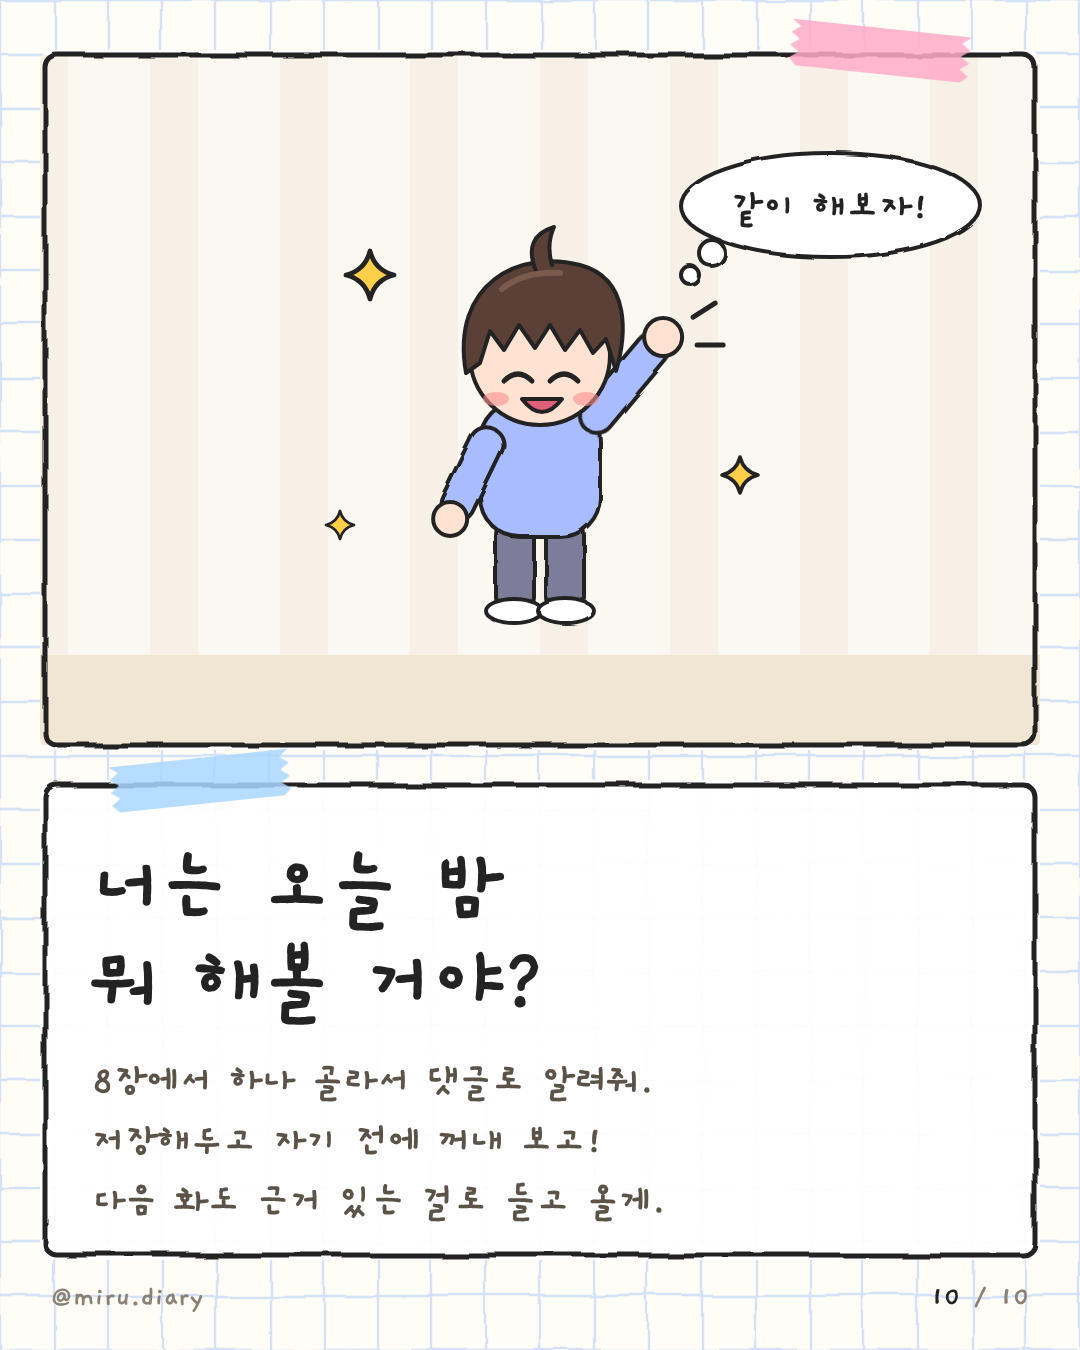 같이 해보자!
너는 오늘 밤
뭐 해볼 거야?
8장에서 하나 골라서 댓글로 알려줘.
저장해두고 자기 전에 꺼내 보고!
다음 화도 근거 있는 걸로 들고 올게.
@miru.diary
10 / 10